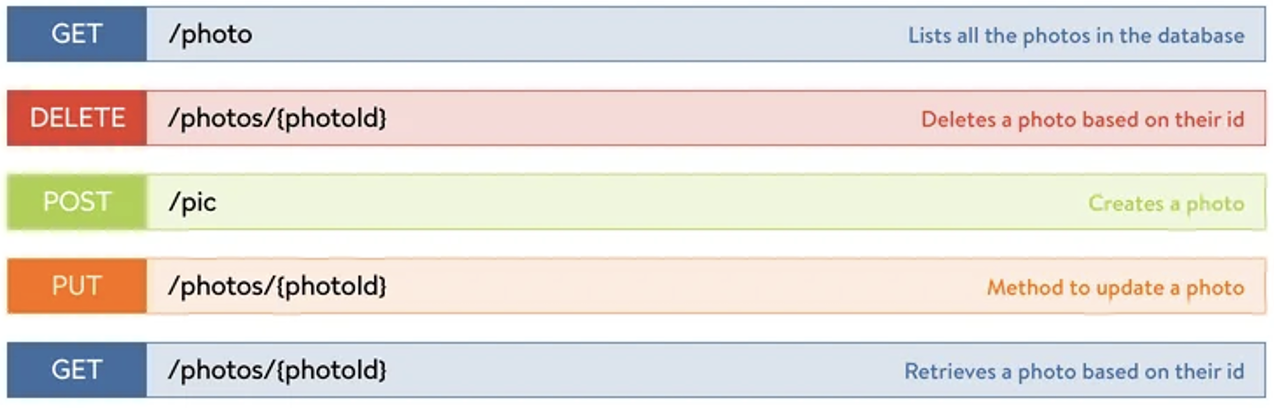 GET /photo Lists all the photos in the database
DELETE /photos/{photoId} Deletes a photo based on their id
POST /pic Creates a photo
PUT /photos/{photoId} Method to update a photo
GET /photos/{photoId} Retrieves a photo based on their id